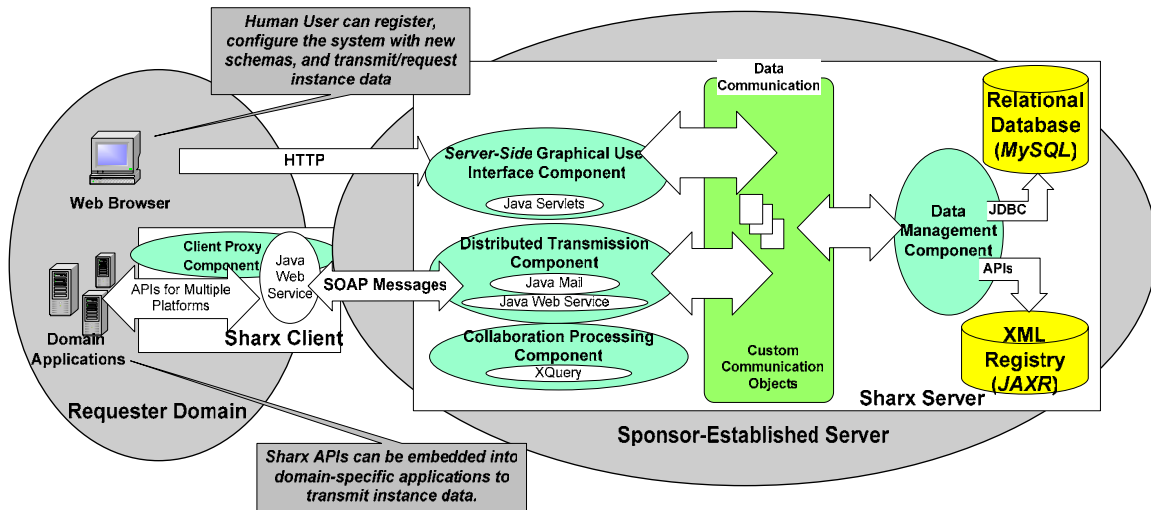 Human User can register,
configure the system with new
schemas, and transmit/request
instance data
Web Browser
HTTP
Client Proxy
Component
Java
Web
Service
APIs for Multiple
Platforms
Domain
Applications
Sharx Client
Requester Domain
SOAP Messages
Sharx APIs can be embedded into
domain-specific applications to
transmit instance data.
Server-Side Graphical Use
Interface Component
Java Servlets
Distributed Transmission
Component
Java Mail
Java Web Service
Collaboration Processing
Component
XQuery
Data
Communication
Custom
Communication
Objects
Data
Management
Component
JDBC
APIs
Relational
Database
(MySQL)
XML
Registry
(JAXR)
Sharx Server
Sponsor-Established Server